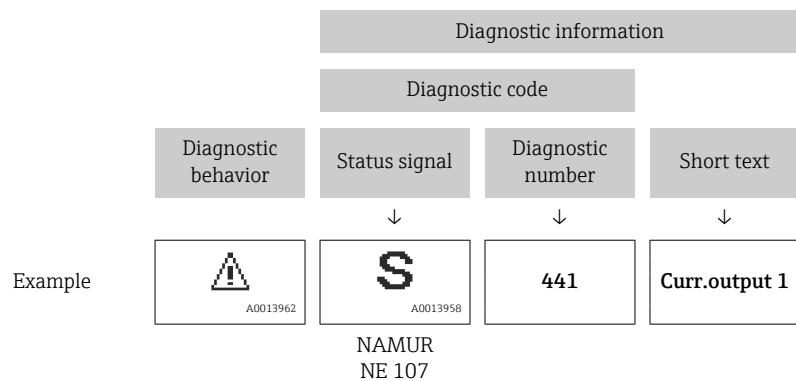 Diagnostic information
Diagnostic code
Diagnostic behavior
Status signal
Diagnostic number
Short text
↓
↓
↓
Example
A0013962
S
A0013958
441
Curr.output 1
NAMUR
NE 107